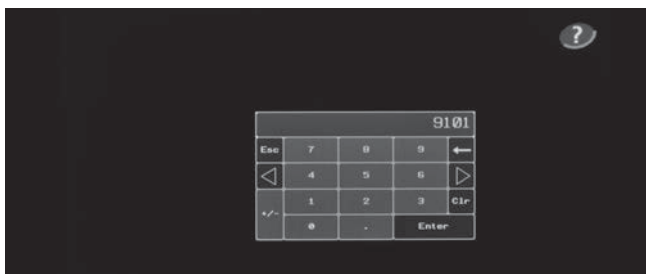 ?
9101
Esc 7 8 9 ←
◁ 4 5 6 ▷
+/- 1 2 3 Clr
0 . Enter